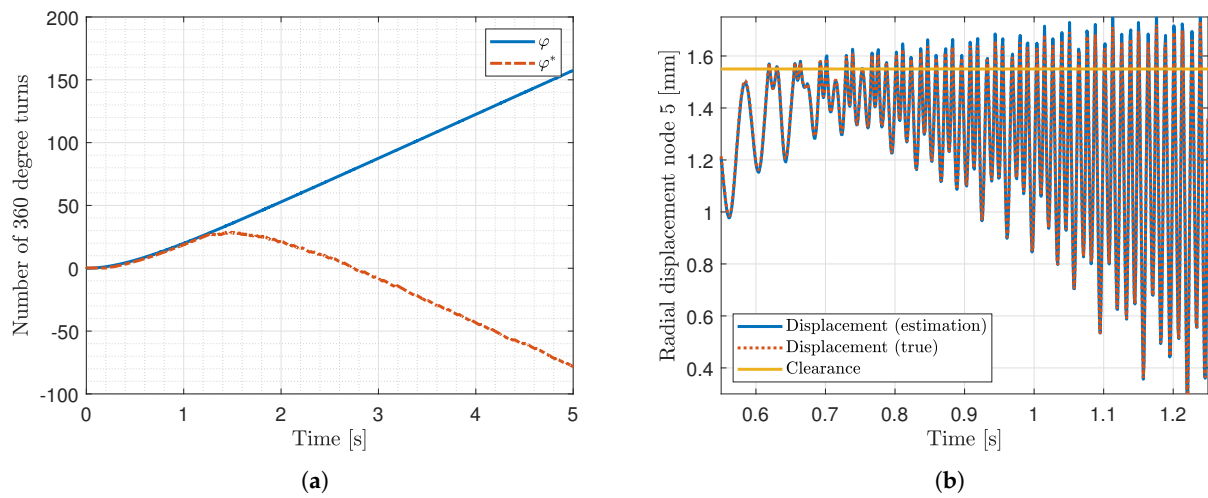 200
150
100
50
0
-50
-100
0 1 2 3 4 5
Number of 360 degree turns
Time [s]
φ
φ*
(a)
1.6
1.4
1.2
1
0.8
0.6
0.4
0.6 0.7 0.8 0.9 1 1.1 1.2
Radial displacement node 5 [mm]
Time [s]
Displacement (estimation)
Displacement (true)
Clearance
(b)